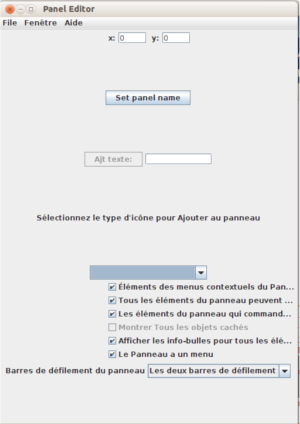 Panel Editor
File Fenêtre Aide
x: 0 y: 0
Set panel name
Ajt texte:
Sélectionnez le type d'icône pour Ajouter au panneau
Éléments des menus contextuels du Pan...
Tous les éléments du panneau peuvent ...
Les éléments du panneau qui command...
Montrer Tous les objets cachés
Afficher les info-bulles pour tous les élé...
Le Panneau a un menu
Barres de défilement du panneau Les deux barres de défilement